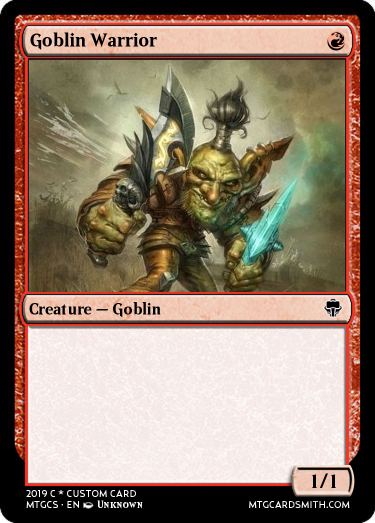 Goblin Warrior
Creature — Goblin
1/1
2019 C * CUSTOM CARD
MTGCS • EN Unknown
MTGCARDSMITH.COM